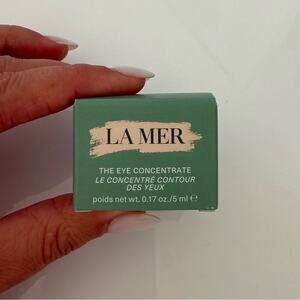 LA MER
THE EYE CONCENTRATE
LE CONCENTRÉ CONTOUR
DES YEUX
poids net wt. 0.17 oz./5 ml ℮